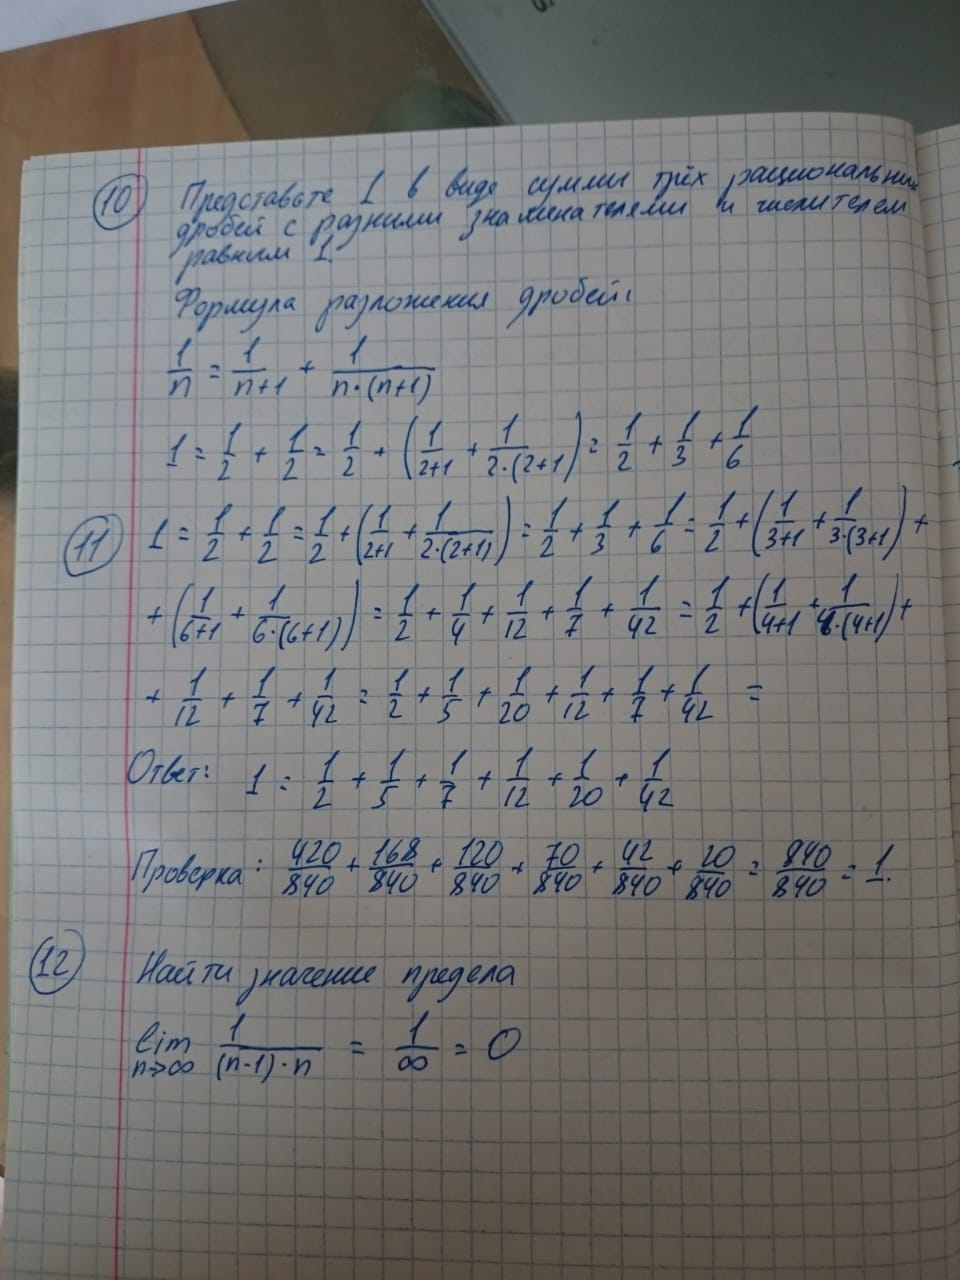 10 Представьте 1 в виде суммы трёх рациональных
дробей с разными знаменателями и числителем
равным 1.
Формула разложения дробей:
1/n = 1/(n+1) + 1/(n·(n+1))
1 = 1/2 + 1/2 = 1/2 + (1/(2+1) + 1/(2·(2+1)) = 1/2 + 1/3 + 1/6
11 1 = 1/2 + 1/2 = 1/2 + (1/(2+1) + 1/(2·(2+1))) = 1/2 + 1/3 + 1/6 = 1/2 + (1/(3+1) + 1/(3·(3+1)) +
+ (1/(6+1) + 1/(6·(6+1))) = 1/2 + 1/4 + 1/12 + 1/7 + 1/42 = 1/2 + (1/(4+1) + 1/(4·(4+1)) +
+ 1/12 + 1/7 + 1/42 = 1/2 + 1/5 + 1/20 + 1/12 + 1/7 + 1/42 =
Ответ: 1 = 1/2 + 1/5 + 1/7 + 1/12 + 1/20 + 1/42
Проверка: 420/840 + 168/840 + 120/840 + 70/840 + 42/840 + 20/840 = 840/840 = 1.
12 Найти значение предела
lim n→∞ 1/((n-1)·n) = 1/∞ = 0